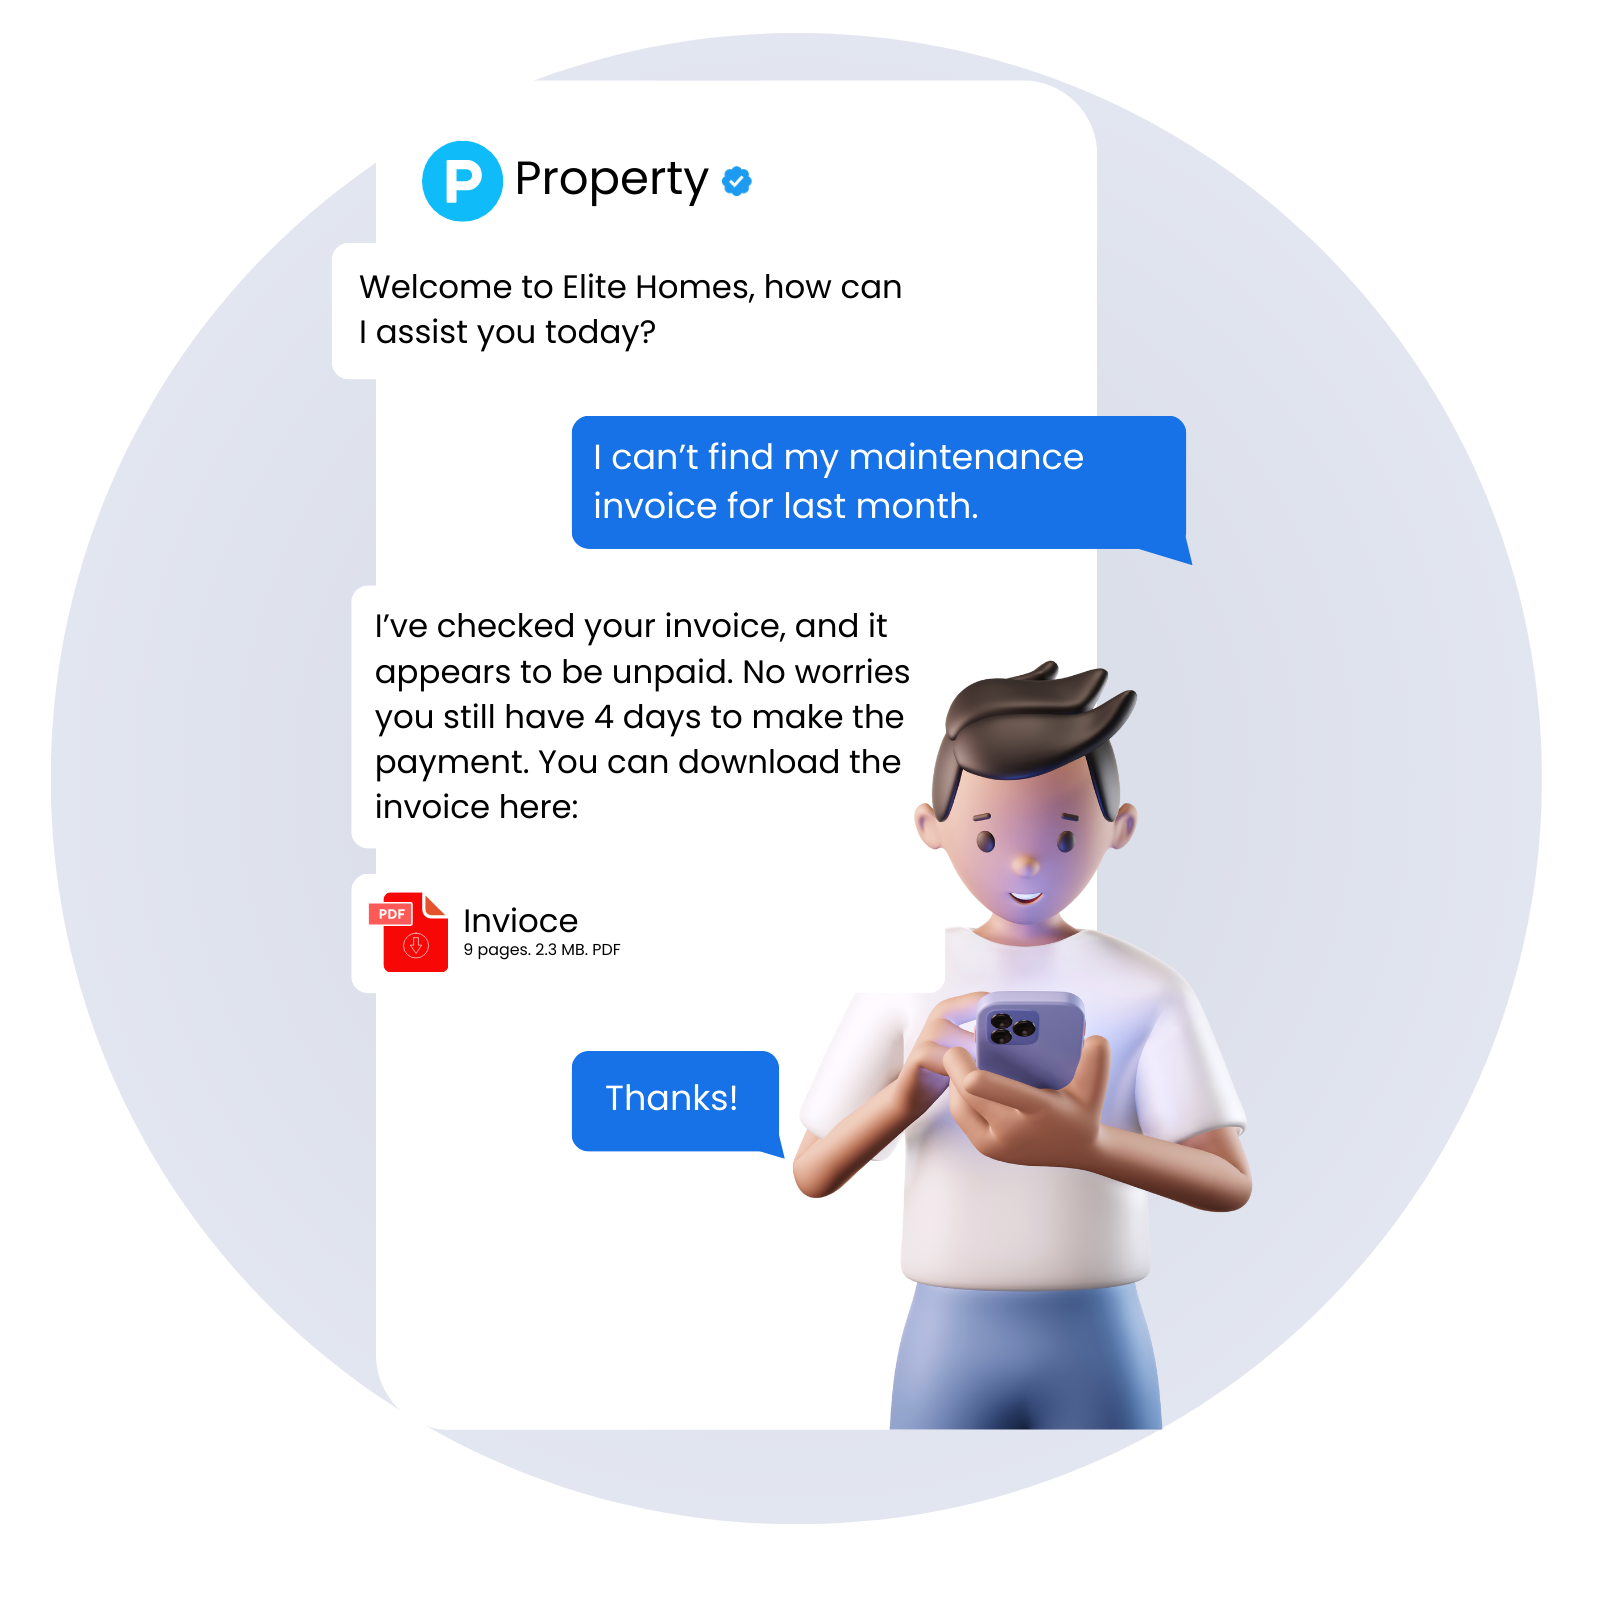 P Property
Welcome to Elite Homes, how can
I assist you today?
I can’t find my maintenance
invoice for last month.
I’ve checked your invoice, and it
appears to be unpaid. No worries
you still have 4 days to make the
payment. You can download the
invoice here:
PDF
Invioce
9 pages. 2.3 MB. PDF
Thanks!